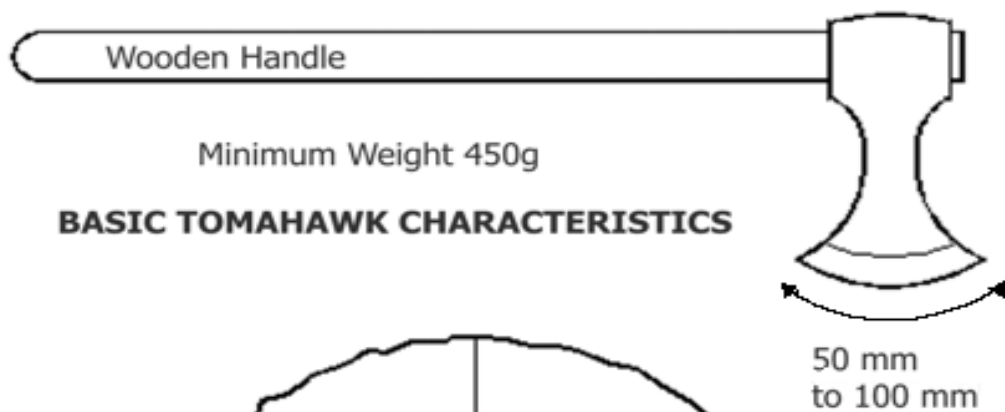 Wooden Handle
Minimum Weight 450g
BASIC TOMAHAWK CHARACTERISTICS
50 mm
to 100 mm